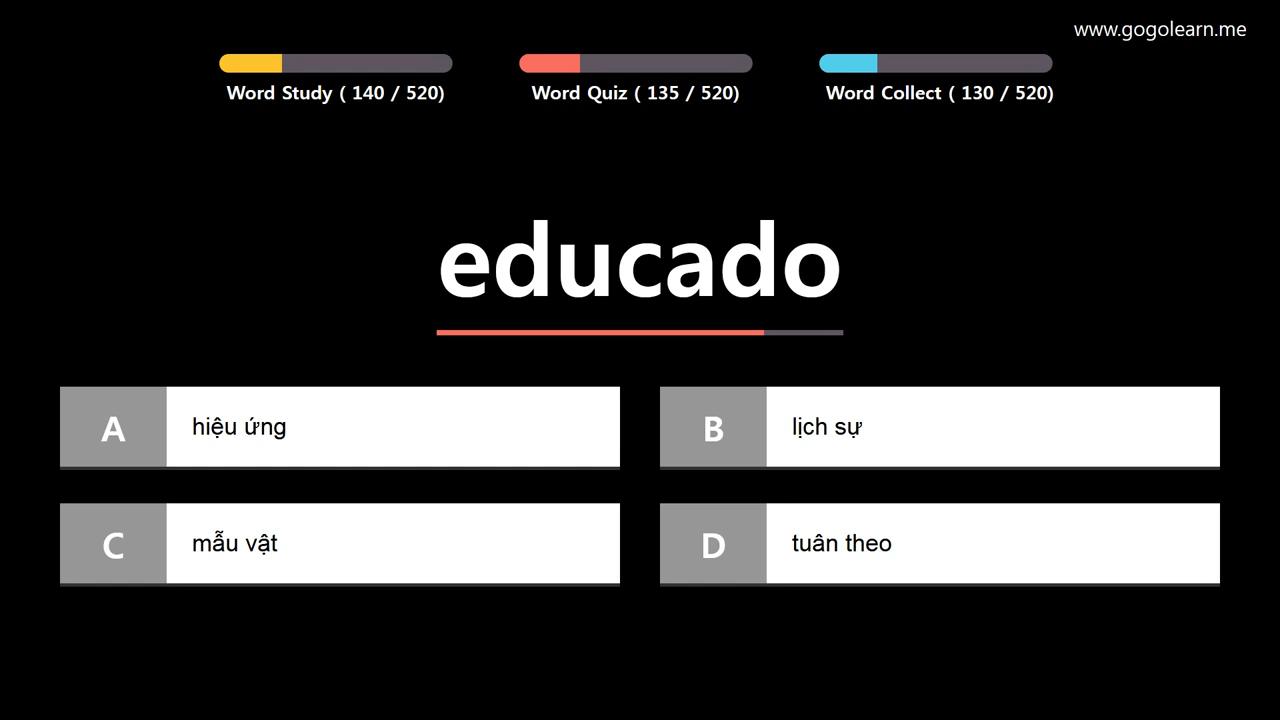 www.gogolearn.me
Word Study ( 140 / 520)
Word Quiz ( 135 / 520)
Word Collect ( 130 / 520)
educado
A hiệu ứng
B lịch sự
C mẫu vật
D tuân theo